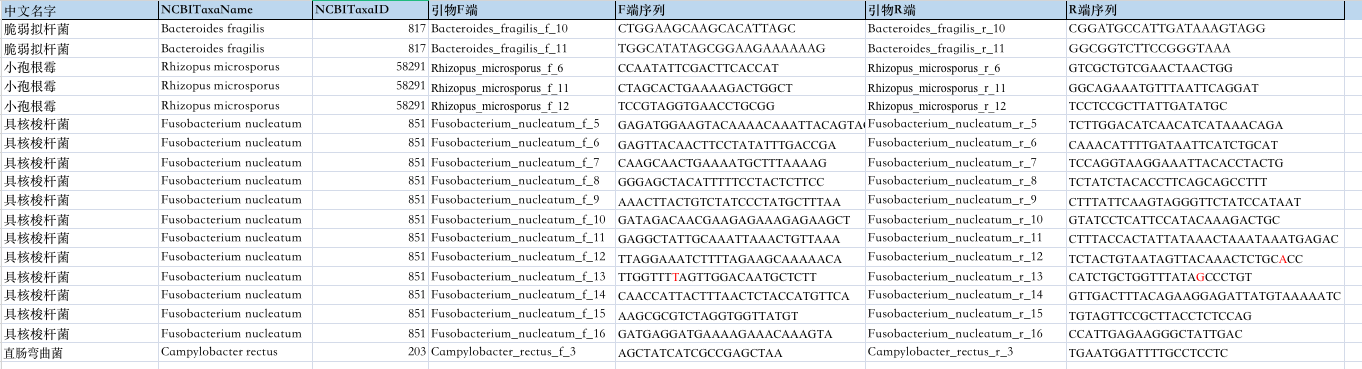 中文名字 NCBITaxaName NCBITaxaID 引物F端 F端序列 引物R端 R端序列
脆弱拟杆菌 Bacteroides fragilis 817 Bacteroides_fragilis_f_10 CTGGAAGCAAGCACATTAGC Bacteroides_fragilis_r_10 CGGATGCCATTGATAAAGTAGG
脆弱拟杆菌 Bacteroides fragilis 817 Bacteroides_fragilis_f_11 TGGCATATAGCGGAAGAAAAAAG Bacteroides_fragilis_r_11 GGCGGTCTTCCGGGTAAA
小孢根霉 Rhizopus microsporus 58291 Rhizopus_microsporus_f_6 CCAATATTCGACTTCACCAT Rhizopus_microsporus_r_6 GTCGCTGTCGAACTAACTGG
小孢根霉 Rhizopus microsporus 58291 Rhizopus_microsporus_f_11 CTAGCACTGAAAAGACTGGCT Rhizopus_microsporus_r_11 GGCAGAAATGTTTAATTCAGGAT
小孢根霉 Rhizopus microsporus 58291 Rhizopus_microsporus_f_12 TCCGTAGGTGAACCTGCGG Rhizopus_microsporus_r_12 TCCTCCGCTTATTGATATGC
具核梭杆菌 Fusobacterium nucleatum 851 Fusobacterium_nucleatum_f_5 GAGATGGAAGTACAAAACAAATTACAGTA Fusobacterium_nucleatum_r_5 TCTTGGACATCAACATCATAAACAGA
具核梭杆菌 Fusobacterium nucleatum 851 Fusobacterium_nucleatum_f_6 GAGTTACAACTTCCTATATTTGACCGA Fusobacterium_nucleatum_r_6 CAAACATTTTGATAATTCATCTGCAT
具核梭杆菌 Fusobacterium nucleatum 851 Fusobacterium_nucleatum_f_7 CAAGCAACTGAAAATGCTTTAAAAG Fusobacterium_nucleatum_r_7 TCCAGGTAAGGAAATTACACCTACTG
具核梭杆菌 Fusobacterium nucleatum 851 Fusobacterium_nucleatum_f_8 GGGAGCTACATTTTTCCTACTCTTCC Fusobacterium_nucleatum_r_8 TCTATCTACACCTTCAGCAGCCTTT
具核梭杆菌 Fusobacterium nucleatum 851 Fusobacterium_nucleatum_f_9 AAACTTACTGTCTATCCCTATGCTTTAA Fusobacterium_nucleatum_r_9 CTTTATTCAAGTAGGGTTCTATCCATAAT
具核梭杆菌 Fusobacterium nucleatum 851 Fusobacterium_nucleatum_f_10 GATAGACAACGAAGAGAAAGAGAAGCT Fusobacterium_nucleatum_r_10 GTATCCTCATTCCATACAAAGACTGC
具核梭杆菌 Fusobacterium nucleatum 851 Fusobacterium_nucleatum_f_11 GAGGCTATTGCAAATTAAACTGTTAAA Fusobacterium_nucleatum_r_11 CTTTACCACTATTATAAACTAAATAAATGAGAC
具核梭杆菌 Fusobacterium nucleatum 851 Fusobacterium_nucleatum_f_12 TTAGGAAATCTTTTAGAAGCAAAAACA Fusobacterium_nucleatum_r_12 TCTACTGTAATAGTTACAAACTCTGCACC
具核梭杆菌 Fusobacterium nucleatum 851 Fusobacterium_nucleatum_f_13 TTGGTTTTAGTTGGACAATGCTCTT Fusobacterium_nucleatum_r_13 CATCTGCTGGTTTATAGCCCTGT
具核梭杆菌 Fusobacterium nucleatum 851 Fusobacterium_nucleatum_f_14 CAACCATTACTTTAACTCTACCATGTTCA Fusobacterium_nucleatum_r_14 GTTGACTTTACAGAAGGAGATTATGTAAAAATC
具核梭杆菌 Fusobacterium nucleatum 851 Fusobacterium_nucleatum_f_15 AAGCGCGTCTAGGTGGTTATGT Fusobacterium_nucleatum_r_15 TGTAGTTCCGCTTACCTCTCCAG
具核梭杆菌 Fusobacterium nucleatum 851 Fusobacterium_nucleatum_f_16 GATGAGGATGAAAAGAAACAAAGTA Fusobacterium_nucleatum_r_16 CCATTGAGAAGGGCTATTGAC
直肠弯曲菌 Campylobacter rectus 203 Campylobacter_rectus_f_3 AGCTATCATCGCCGAGCTAA Campylobacter_rectus_r_3 TGAATGGATTTTGCCTCCTC